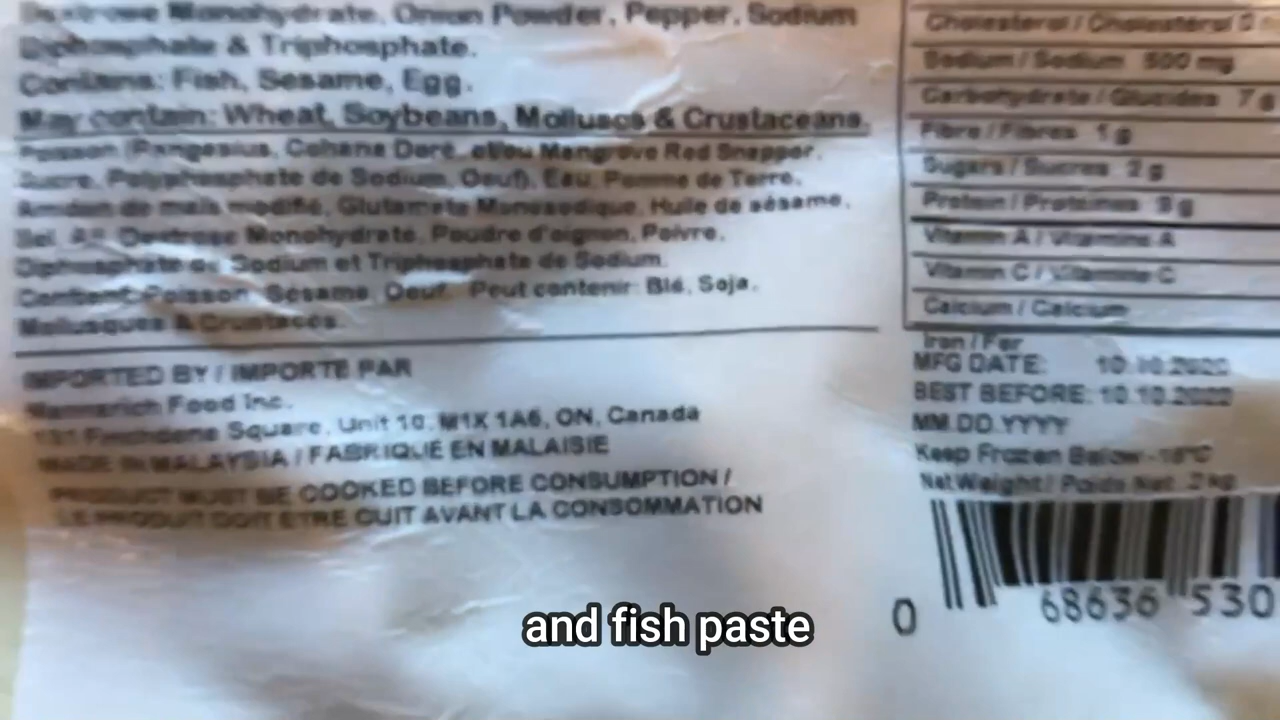 Dextrose Monohydrate, Onion Powder, Pepper, Sodium
Diphosphate & Triphosphate.
Contains: Fish, Sesame, Egg.
May contain: Wheat, Soybeans, Molluscs & Crustaceans.
Poisson (Pangasius, Cohana Doré, et/ou Mangrove Red Snapper,
Sucre, Polyphosphate de Sodium, Oeuf), Eau, Pomme de Terre,
Amidon de maïs modifié, Glutamate Monosodique, Huile de sésame,
Sel, Dextrose Monohydraté, Poudre d'oignon, Poivre,
Diphosphate de Sodium et Triphosphate de Sodium.
Contient: Poisson, Sésame, Oeuf. Peut contenir: Blé, Soja,
Mollusques & Crustacés.
IMPORTED BY / IMPORTÉ PAR
Food Inc.
Square, Unit 10, M1X 1A6, ON, Canada
MADE IN MALAYSIA / FABRIQUÉ EN MALAISIE
PRODUCT MUST BE COOKED BEFORE CONSUMPTION /
LE PRODUIT DOIT ETRE CUIT AVANT LA CONSOMMATION
Cholesterol / Cholestérol 0
Sodium / Sodium 500 mg
Carbohydrate / Glucides 7 g
Fibre / Fibres 1 g
Sugars / Sucres 2 g
Protein / Protéines 9 g
Vitamin A / Vitamine A
Vitamin C / Vitamine C
Calcium / Calcium
Iron / Fer
MFG DATE: 10.10.2020
BEST BEFORE: 10.10.2022
MM.DD.YYYY
Keep Frozen Below -18°C
Net Weight / Poids Net: 2 kg
0 68636 530
and fish paste